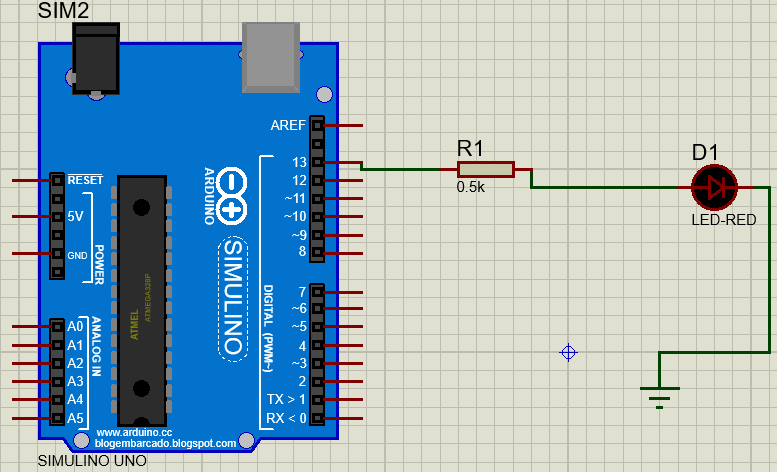 SIM2
AREF
13
12
~11
~10
~9
8
7
~6
~5
4
~3
2
TX > 1
RX < 0
DIGITAL (PWM~)
ARDUINO
SIMULINO
RESET
5V
GND
POWER
A0
A1
A2
A3
A4
A5
ANALOG IN
ATMEL
ATMEGA328P
www.arduino.cc
blogembarcado.blogspot.com
SIMULINO UNO
R1
0.5k
D1
LED-RED